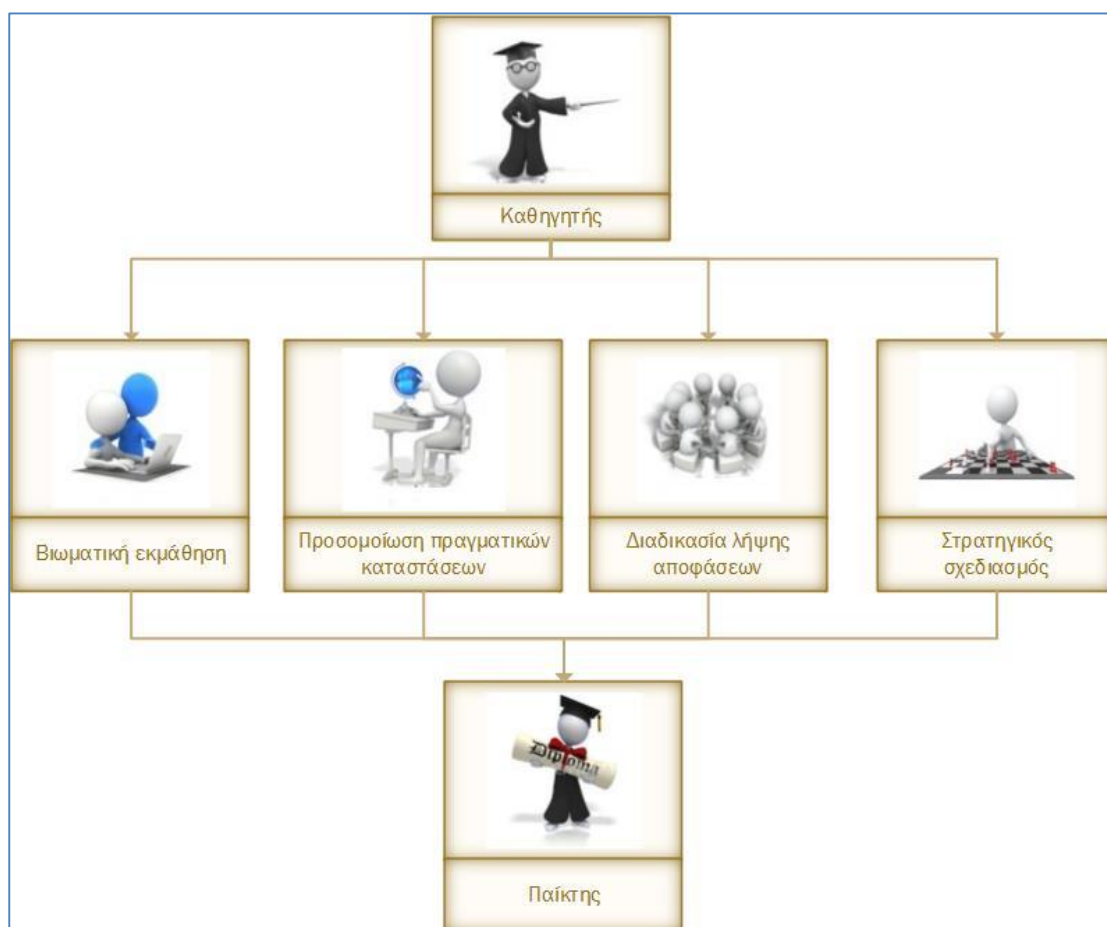 Καθηγητής
Βιωματική εκμάθηση
Προσομοίωση πραγματικών
καταστάσεων
Διαδικασία λήψης
αποφάσεων
Στρατηγικός
σχεδιασμός
Diploma
Παίκτης